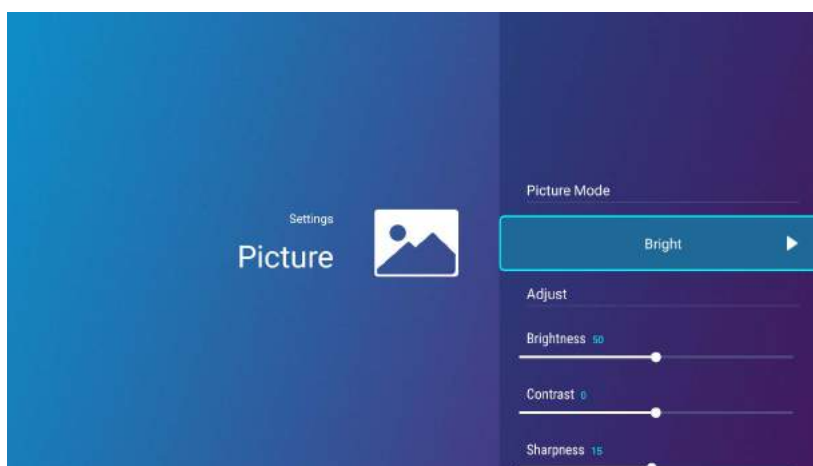 Settings
Picture
Picture Mode
Bright
Adjust
Brightness 50
Contrast 0
Sharpness 15